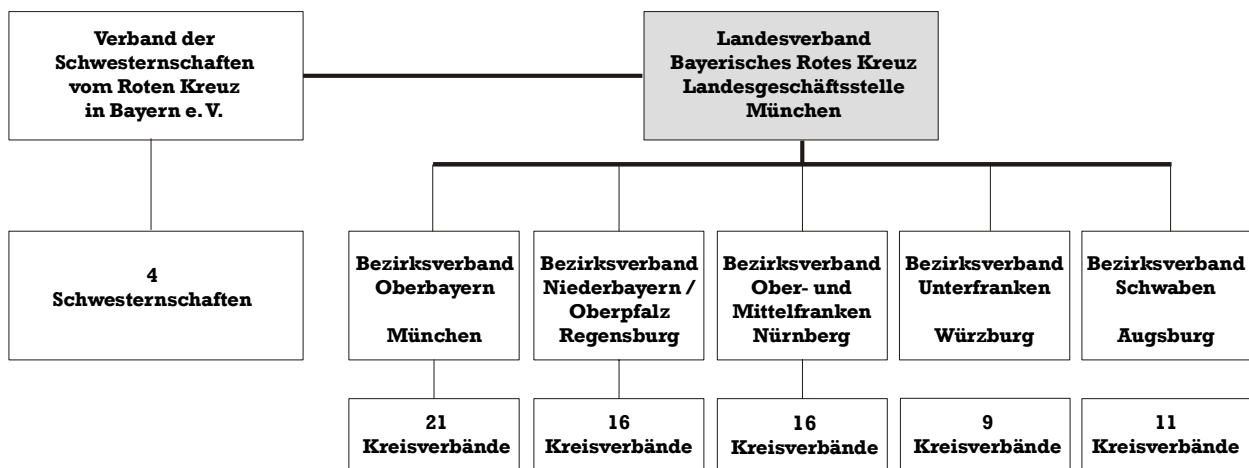 Verband der
Schwesternschaften
vom Roten Kreuz
in Bayern e. V.
Landesverband
Bayerisches Rotes Kreuz
Landesgeschäftsstelle
München
4
Schwesternschaften
Bezirksverband
Oberbayern
München
Bezirksverband
Niederbayern /
Oberpfalz
Regensburg
Bezirksverband
Ober- und
Mittelfranken
Nürnberg
Bezirksverband
Unterfranken
Würzburg
Bezirksverband
Schwaben
Augsburg
21
Kreisverbände
16
Kreisverbände
16
Kreisverbände
9
Kreisverbände
11
Kreisverbände